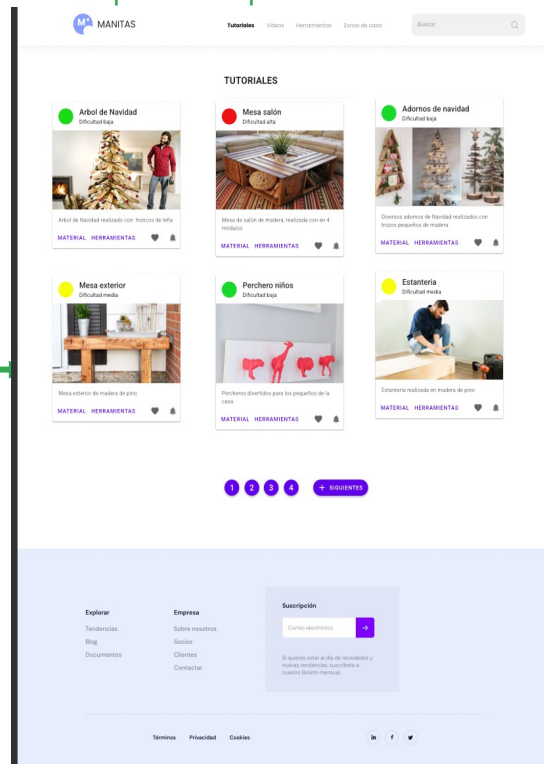 M*
MANITAS
Tutoriales Videos Herramientas Zonas de casa
Buscar
TUTORIALES
Arbol de Navidad
Dificultad baja
Arbol de Navidad realizado con troncos de leña
MATERIAL HERRAMIENTAS
Mesa salón
Dificultad alta
Mesa de salón de madera, realizada con en 4
módulos
MATERIAL HERRAMIENTAS
Adornos de navidad
Dificultad baja
Diversos adornos de Navidad realizados con
trozos pequeños de madera
MATERIAL HERRAMIENTAS
Mesa exterior
Dificultad media
Mesa exterior de madera de pino
MATERIAL HERRAMIENTAS
Perchero niños
Dificultad baja
Percheros divertidos para los pequeños de la
casa
MATERIAL HERRAMIENTAS
Estanteria
Dificultad media
Estanteria realizada en madera de pino
MATERIAL HERRAMIENTAS
1 2 3 4 + SIGUIENTES
Explorar
Tendencias
Blog
Documentos
Empresa
Sobre nosotros
Socios
Clientes
Contactar
Suscripción
Correo electrónico
Si quieres estar al día de novedades y
nuevas tendencias, suscribete a
nuestro Boletín mensual.
Términos Privacidad Cookies
in f